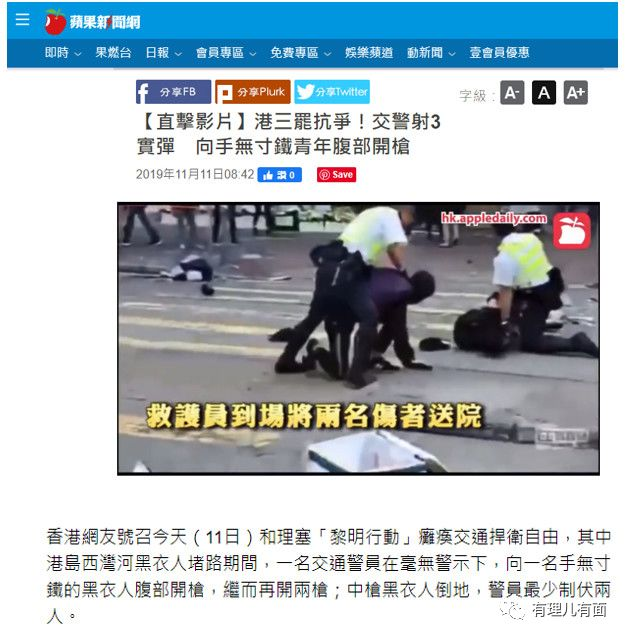 蘋果新聞網
即時 果燃台 日報 會員專區 免費專區 娛樂頻道 動新聞 壹會員優惠
分享FB 分享Plurk 分享Twitter 字級： A- A A+
【直擊影片】港三罷抗爭！交警射3
實彈 向手無寸鐵青年腹部開槍
2019年11月11日08:42 讚 0 Save
hk.appledaily.com
救護員到場將兩名傷者送院
香港網友號召今天（11日）和理塞「黎明行動」癱瘓交通捍衛自由，其中
港島西灣河黑衣人堵路期間，一名交通警員在毫無警示下，向一名手無寸
鐵的黑衣人腹部開槍，繼而再開兩槍；中槍黑衣人倒地，警員最少制伏兩
人。
有理儿有面